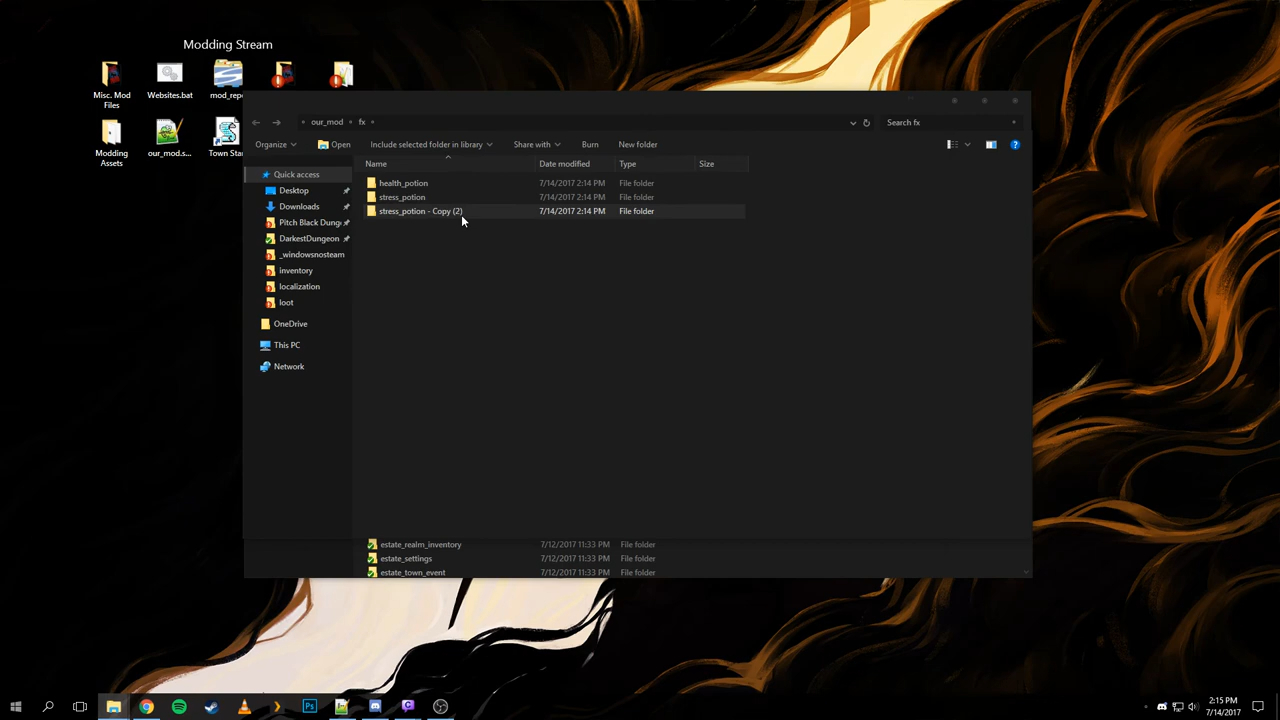 Modding Stream
Misc. Mod Files
Websites.bat
mod_rep
Modding Assets
our_mod.s...
Town Sta
our_mod
fx
Search fx
Organize
Open
Include selected folder in library
Share with
Burn
New folder
Name
Date modified
Type
Size
Quick access
Desktop
Downloads
Pitch Black Dung
DarkestDungeon
_windowsnosteam
inventory
localization
loot
OneDrive
This PC
Network
health_potion 7/14/2017 2:14 PM File folder
stress_potion 7/14/2017 2:14 PM File folder
stress_potion - Copy (2) 7/14/2017 2:14 PM File folder
estate_realm_inventory 7/12/2017 11:33 PM File folder
estate_settings 7/12/2017 11:33 PM File folder
estate_town_event 7/12/2017 11:33 PM File folder
2:15 PM
7/14/2017